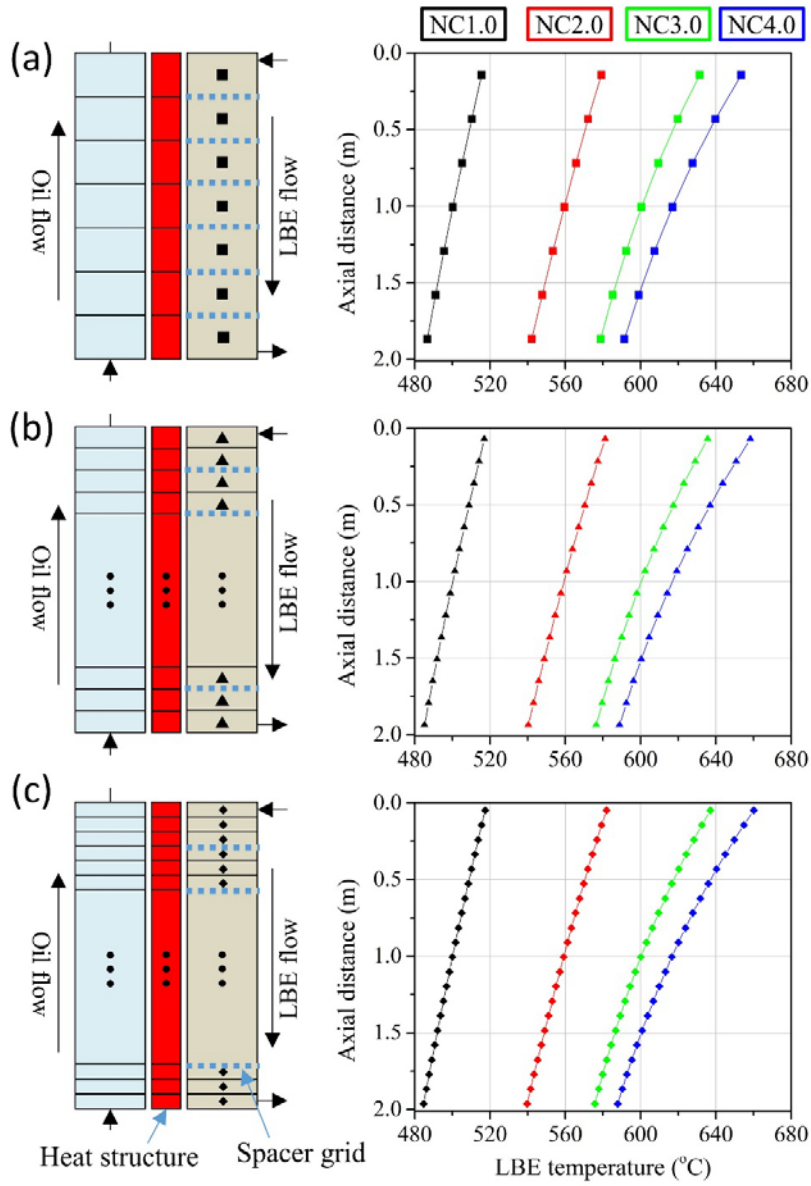 NC1.0 NC2.0 NC3.0 NC4.0
(a)
Oil flow
LBE flow
Axial distance (m)
0.0
0.5
1.0
1.5
2.0
480 520 560 600 640 680
(b)
Oil flow
LBE flow
Axial distance (m)
0.0
0.5
1.0
1.5
2.0
480 520 560 600 640 680
(c)
Oil flow
LBE flow
Heat structure
Spacer grid
Axial distance (m)
0.0
0.5
1.0
1.5
2.0
480 520 560 600 640 680
LBE temperature (°C)